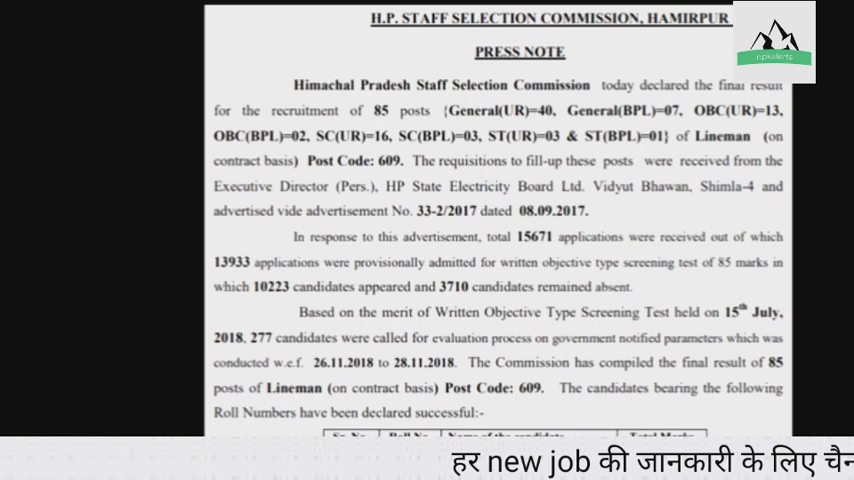 H.P. STAFF SELECTION COMMISSION, HAMIRPUR
npkalerts
PRESS NOTE
Himachal Pradesh Staff Selection Commission today declared the final result
for the recruitment of 85 posts {General(UR)=40, General(BPL)=07, OBC(UR)=13,
OBC(BPL)=02, SC(UR)=16, SC(BPL)=03, ST(UR)=03 & ST(BPL)=01} of Lineman (on
contract basis) Post Code: 609. The requisitions to fill-up these posts were received from the
Executive Director (Pers.), HP State Electricity Board Ltd. Vidyut Bhawan, Shimla-4 and
advertised vide advertisement No. 33-2/2017 dated 08.09.2017.
In response to this advertisement, total 15671 applications were received out of which
13933 applications were provisionally admitted for written objective type screening test of 85 marks in
which 10223 candidates appeared and 3710 candidates remained absent.
Based on the merit of Written Objective Type Screening Test held on 15th July,
2018, 277 candidates were called for evaluation process on government notified parameters which was
conducted w.e.f. 26.11.2018 to 28.11.2018. The Commission has compiled the final result of 85
posts of Lineman (on contract basis) Post Code: 609. The candidates bearing the following
Roll Numbers have been declared successful:-
हर new job की जानकारी के लिए